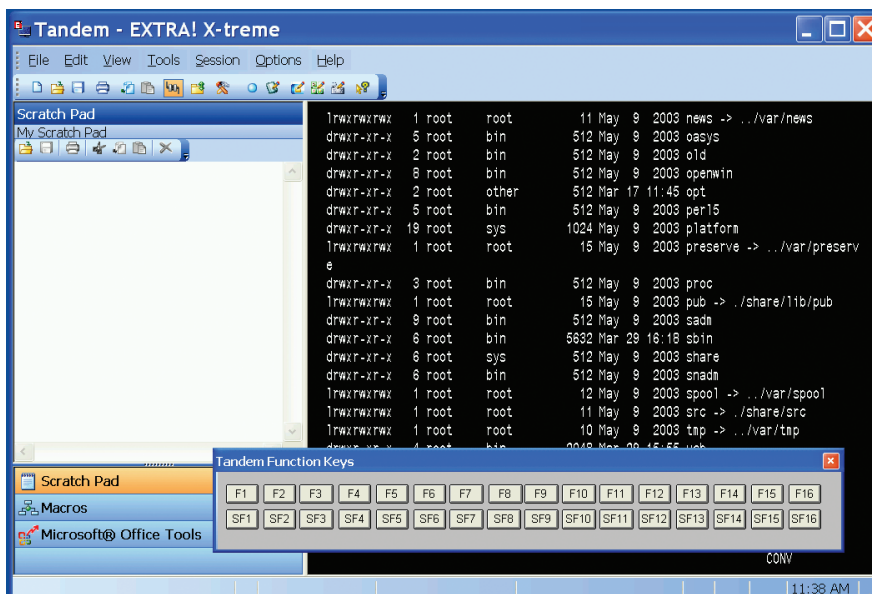 Tandem - EXTRA! X-treme
File Edit View Tools Session Options Help
Scratch Pad
My Scratch Pad
lrwxrwxrwx 1 root root 11 May 9 2003 news -> ../var/news
drwxr-xr-x 5 root bin 512 May 9 2003 oasys
drwxr-xr-x 2 root bin 512 May 9 2003 old
drwxr-xr-x 8 root bin 512 May 9 2003 openwin
drwxr-xr-x 2 root other 512 Mar 17 11:45 opt
drwxr-xr-x 5 root bin 512 May 9 2003 perl5
drwxr-xr-x 19 root sys 1024 May 9 2003 platform
lrwxrwxrwx 1 root root 15 May 9 2003 preserve -> ../var/preserv
e
drwxr-xr-x 3 root bin 512 May 9 2003 proc
lrwxrwxrwx 1 root root 15 May 9 2003 pub -> ./share/lib/pub
drwxr-xr-x 9 root bin 512 May 9 2003 sadm
drwxr-xr-x 6 root bin 5632 Mar 29 16:18 sbin
drwxr-xr-x 6 root sys 512 May 9 2003 share
drwxr-xr-x 6 root bin 512 May 9 2003 snadm
lrwxrwxrwx 1 root root 12 May 9 2003 spool -> ../var/spool
lrwxrwxrwx 1 root root 11 May 9 2003 src -> ./share/src
lrwxrwxrwx 1 root root 10 May 9 2003 tmp -> ../var/tmp
Tandem Function Keys
F1 F2 F3 F4 F5 F6 F7 F8 F9 F10 F11 F12 F13 F14 F15 F16
SF1 SF2 SF3 SF4 SF5 SF6 SF7 SF8 SF9 SF10 SF11 SF12 SF13 SF14 SF15 SF16
Scratch Pad
Macros
Microsoft® Office Tools
CONV
11:38 AM